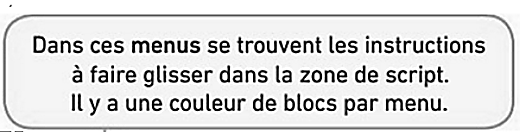 Dans ces menus se trouvent les instructions
à faire glisser dans la zone de script.
Il y a une couleur de blocs par menu.